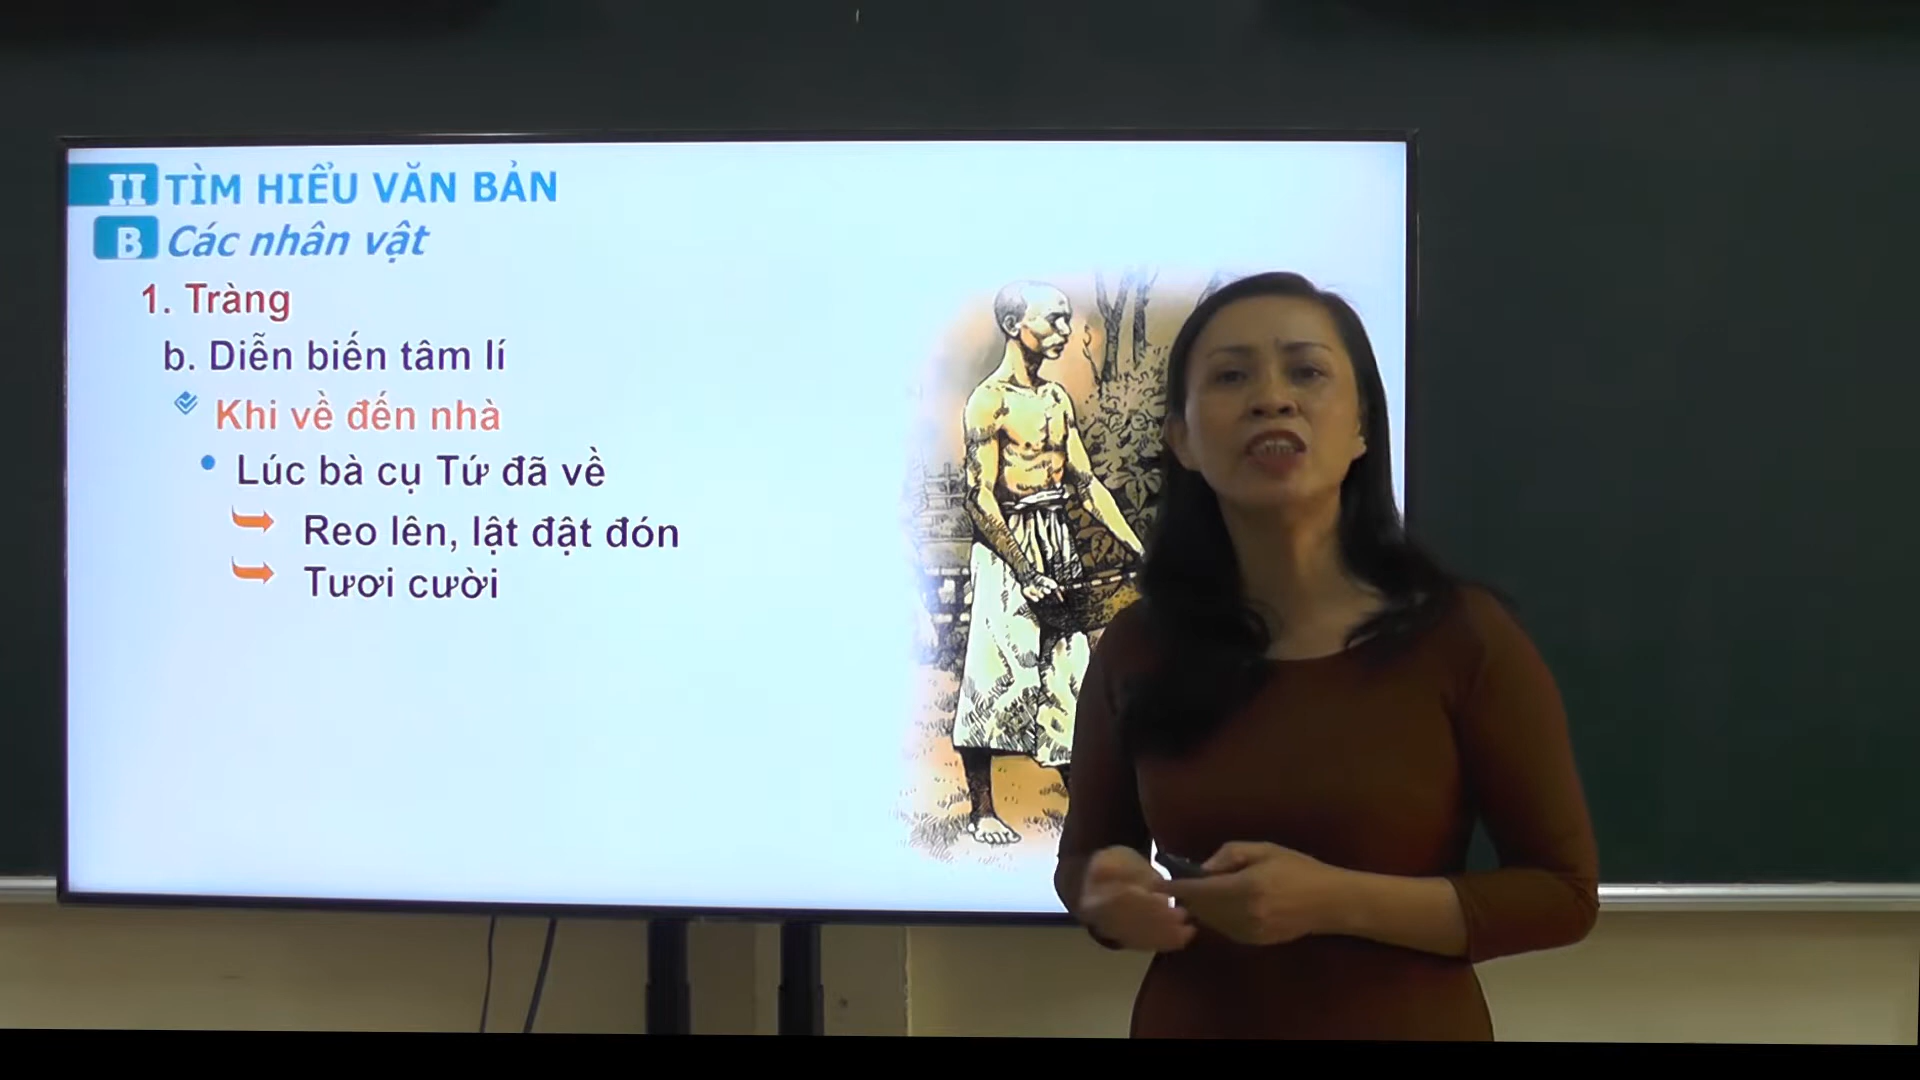 II TÌM HIỂU VĂN BẢN
B Các nhân vật
1. Tràng
b. Diễn biến tâm lí
Khi về đến nhà
• Lúc bà cụ Tứ đã về
Reo lên, lật đật đón
Tươi cười